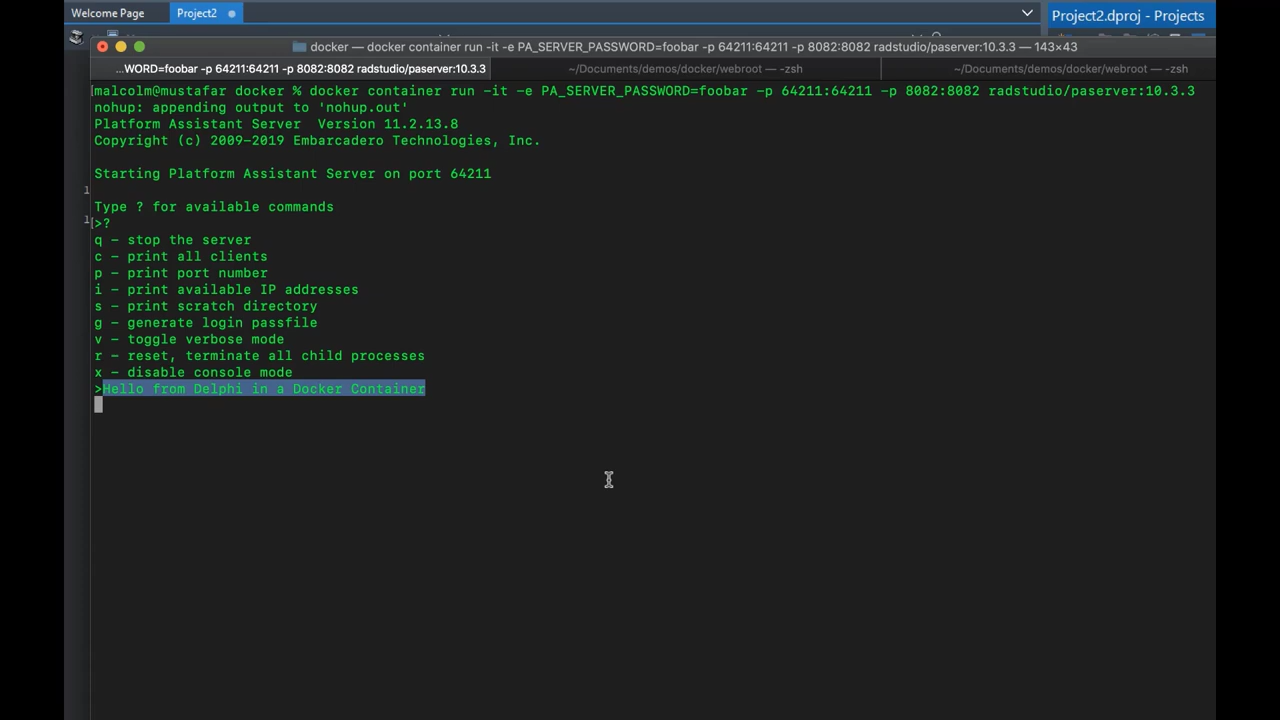 Welcome Page
Project2
Project2.dproj - Projects
docker — docker container run -it -e PA_SERVER_PASSWORD=foobar -p 64211:64211 -p 8082:8082 radstudio/paserver:10.3.3 — 143×43
...WORD=foobar -p 64211:64211 -p 8082:8082 radstudio/paserver:10.3.3
~/Documents/demos/docker/webroot — -zsh
~/Documents/demos/docker/webroot — -zsh
malcolm@mustafar docker % docker container run -it -e PA_SERVER_PASSWORD=foobar -p 64211:64211 -p 8082:8082 radstudio/paserver:10.3.3
nohup: appending output to 'nohup.out'
Platform Assistant Server  Version 11.2.13.8
Copyright (c) 2009-2019 Embarcadero Technologies, Inc.
Starting Platform Assistant Server on port 64211
1
Type ? for available commands
1
>?
q - stop the server
c - print all clients
p - print port number
i - print available IP addresses
s - print scratch directory
g - generate login passfile
v - toggle verbose mode
r - reset, terminate all child processes
x - disable console mode
>Hello from Delphi in a Docker Container